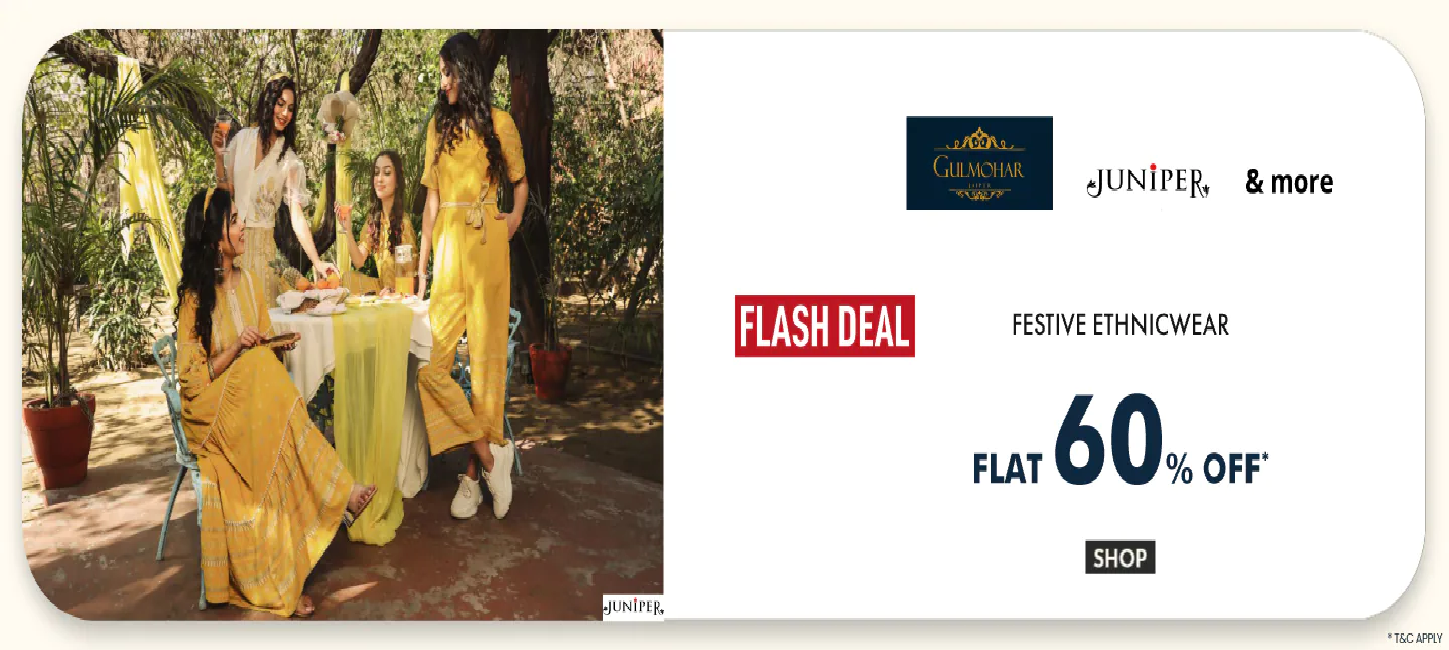 GULMOHAR
JAIPUR
JUNIPER
& more
FLASH DEAL
FESTIVE ETHNICWEAR
FLAT 60% OFF*
SHOP
JUNIPER
* T&C APPLY